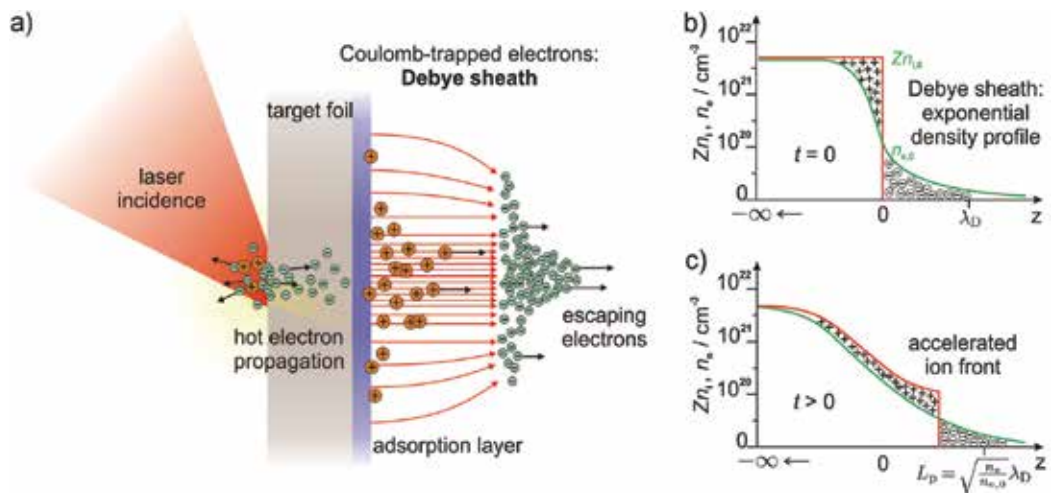 a)
Coulomb-trapped electrons:
Debye sheath
target foil
laser
incidence
hot electron
propagation
escaping
electrons
adsorption layer
b)
Zn_i, n_e / cm⁻³
10²²
10²¹
10²⁰
0
Zn_i,0
n_e,0
Debye sheath:
exponential
density profile
t = 0
−∞ ←
0
λ_D
z
c)
Zn_i, n_e / cm⁻³
10²²
10²¹
10²⁰
0
accelerated
ion front
t > 0
−∞ ←
0
z
L_p = √(n_e/n_e,0) λ_D